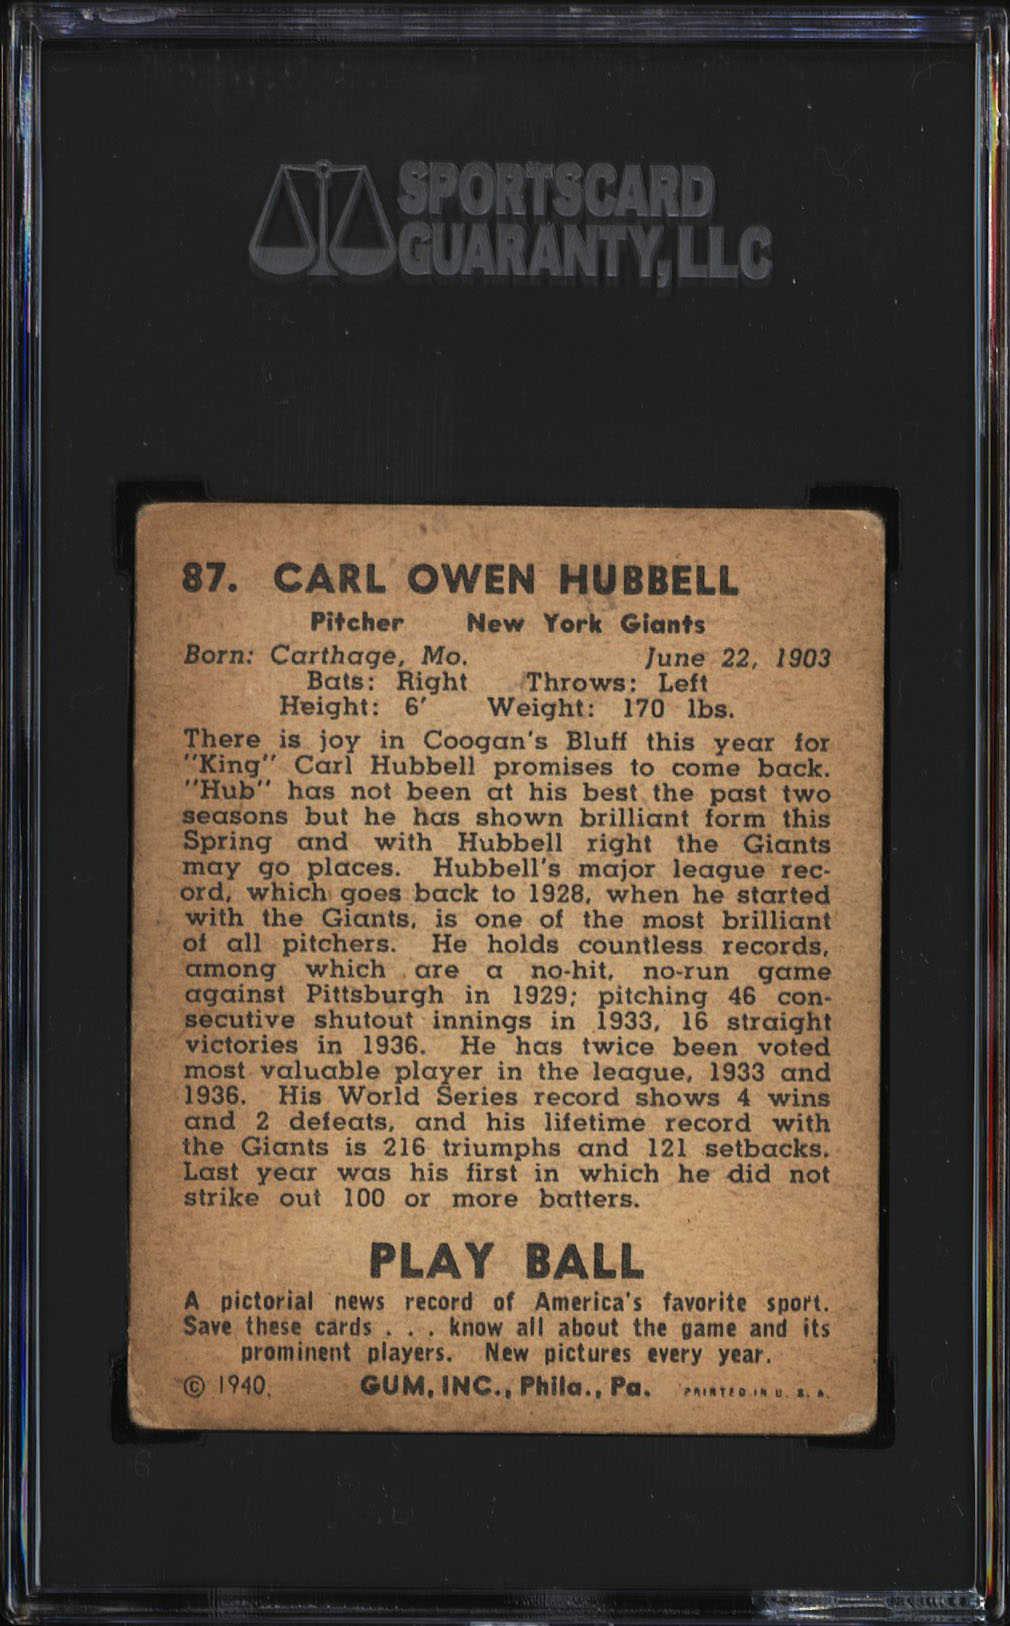 SPORTSCARD
GUARANTY, LLC
87. CARL OWEN HUBBELL
Pitcher New York Giants
Born: Carthage, Mo. June 22, 1903
Bats: Right Throws: Left
Height: 6' Weight: 170 lbs.
There is joy in Coogan's Bluff this year for
"King" Carl Hubbell promises to come back.
"Hub" has not been at his best the past two
seasons but he has shown brilliant form this
Spring and with Hubbell right the Giants
may go places. Hubbell's major league rec-
ord, which goes back to 1928, when he started
with the Giants, is one of the most brilliant
of all pitchers. He holds countless records,
among which are a no-hit, no-run game
against Pittsburgh in 1929; pitching 46 con-
secutive shutout innings in 1933, 16 straight
victories in 1936. He has twice been voted
most valuable player in the league, 1933 and
1936. His World Series record shows 4 wins
and 2 defeats, and his lifetime record with
the Giants is 216 triumphs and 121 setbacks.
Last year was his first in which he did not
strike out 100 or more batters.
PLAY BALL
A pictorial news record of America's favorite sport.
Save these cards . . . know all about the game and its
prominent players. New pictures every year.
© 1940, GUM, INC., Phila., Pa. PRINTED IN U. S. A.